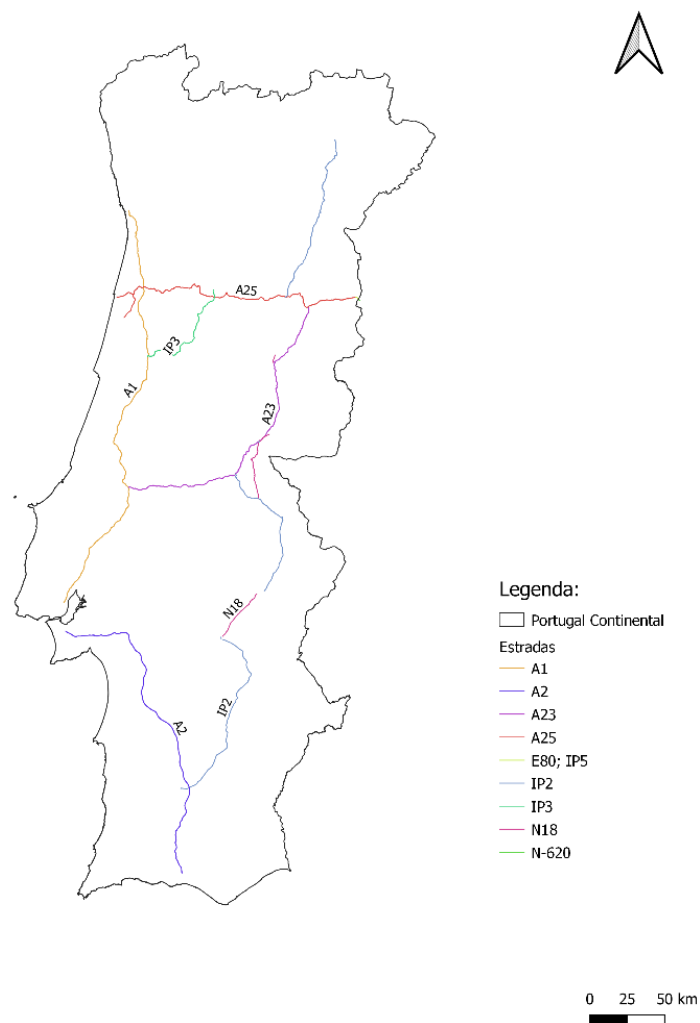 A25
IP3
A1
A23
N18
IP2
A2
Legenda:
Portugal Continental
Estradas
A1
A2
A23
A25
E80; IP5
IP2
IP3
N18
N-620
0 25 50 km